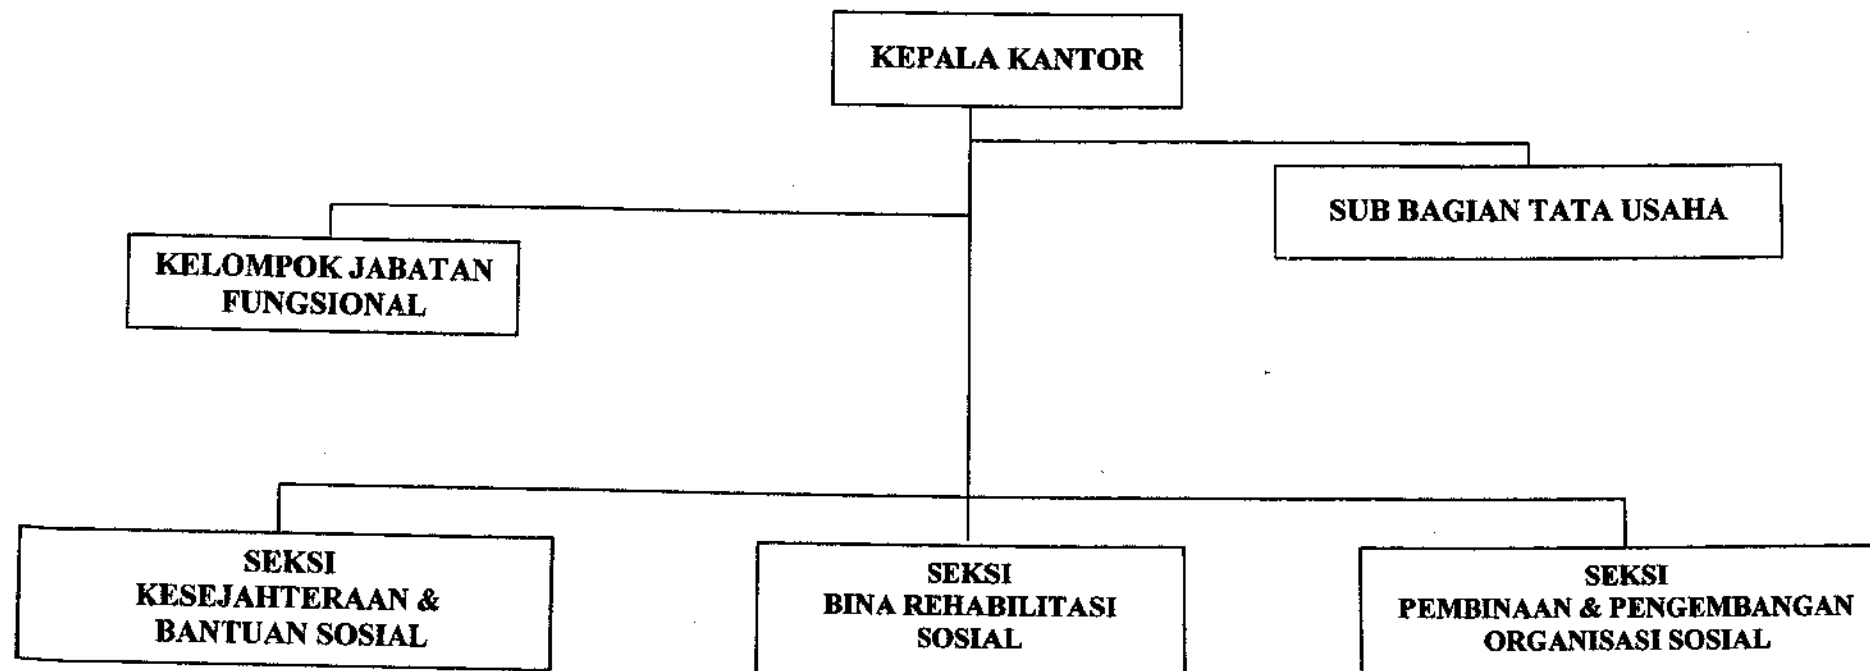 KEPALA KANTOR
SUB BAGIAN TATA USAHA
KELOMPOK JABATAN
FUNGSIONAL
SEKSI
KESEJAHTERAAN &
BANTUAN SOSIAL
SEKSI
BINA REHABILITASI
SOSIAL
SEKSI
PEMBINAAN & PENGEMBANGAN
ORGANISASI SOSIAL